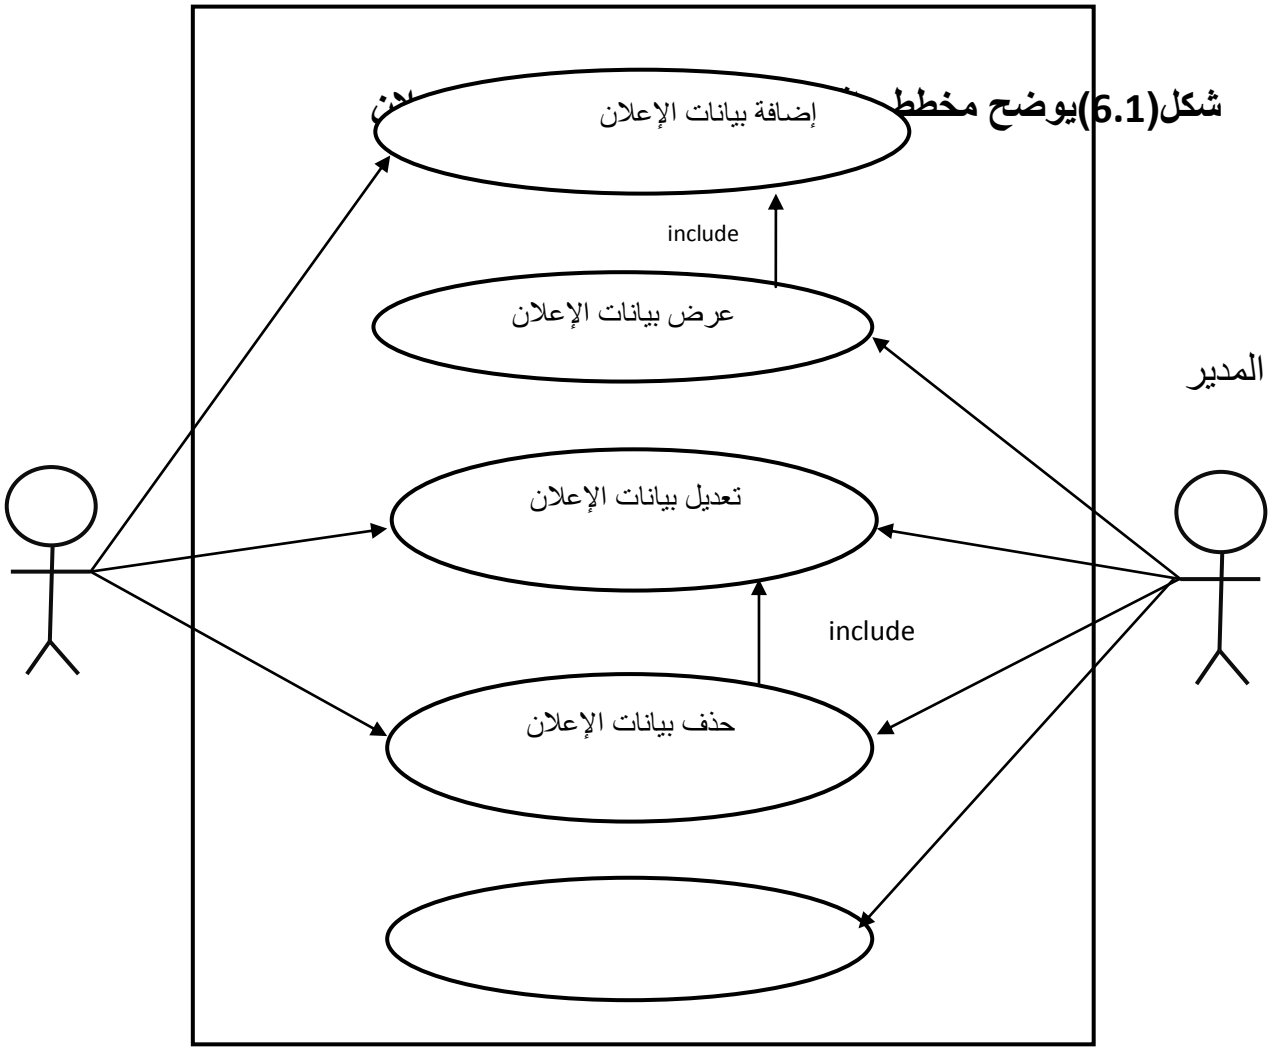 شكل(6.1)يوضح مخطط
إضافة بيانات الإعلان
include
عرض بيانات الإعلان
المدير
تعديل بيانات الإعلان
include
حذف بيانات الإعلان